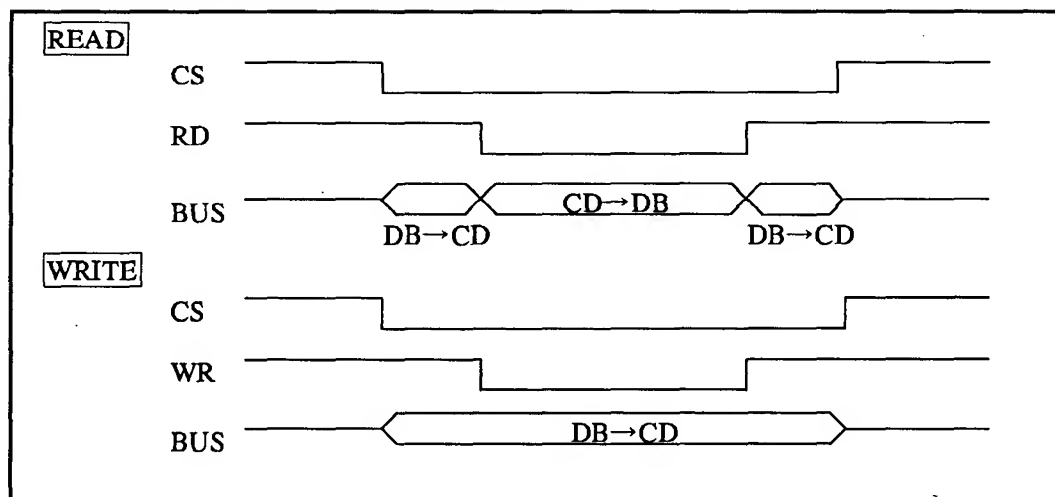 READ
CS
RD
BUS
CD→DB
DB→CD DB→CD
WRITE
CS
WR
BUS
DB→CD